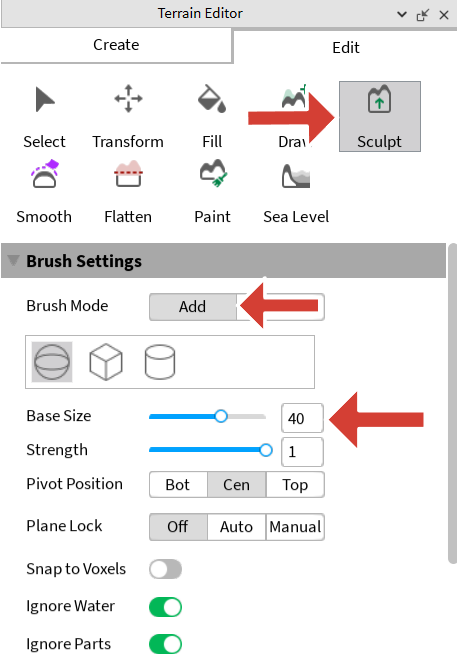 Terrain Editor
Create
Edit
Select
Transform
Fill
Sculpt
Smooth
Flatten
Paint
Sea Level
Brush Settings
Brush Mode
Add
Base Size
40
Strength
1
Pivot Position
Bot
Cen
Top
Plane Lock
Off
Auto
Manual
Snap to Voxels
Ignore Water
Ignore Parts